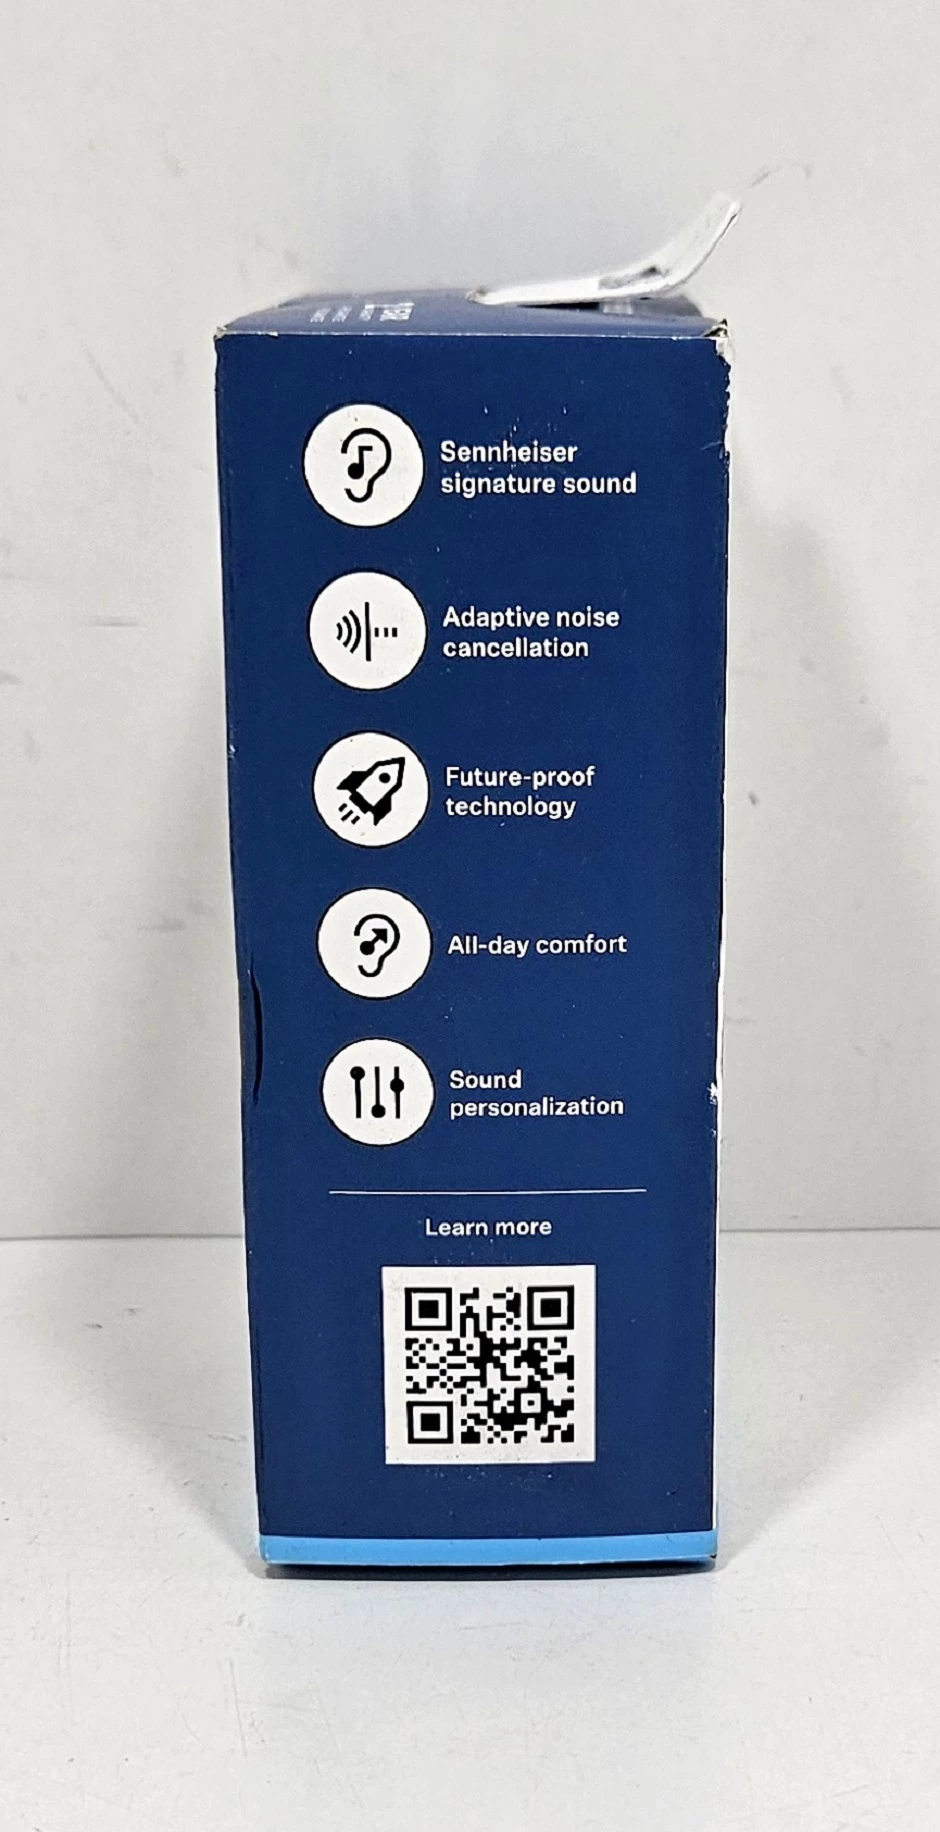 Sennheiser
signature sound
Adaptive noise
cancellation
Future-proof
technology
All-day comfort
Sound
personalization
Learn more